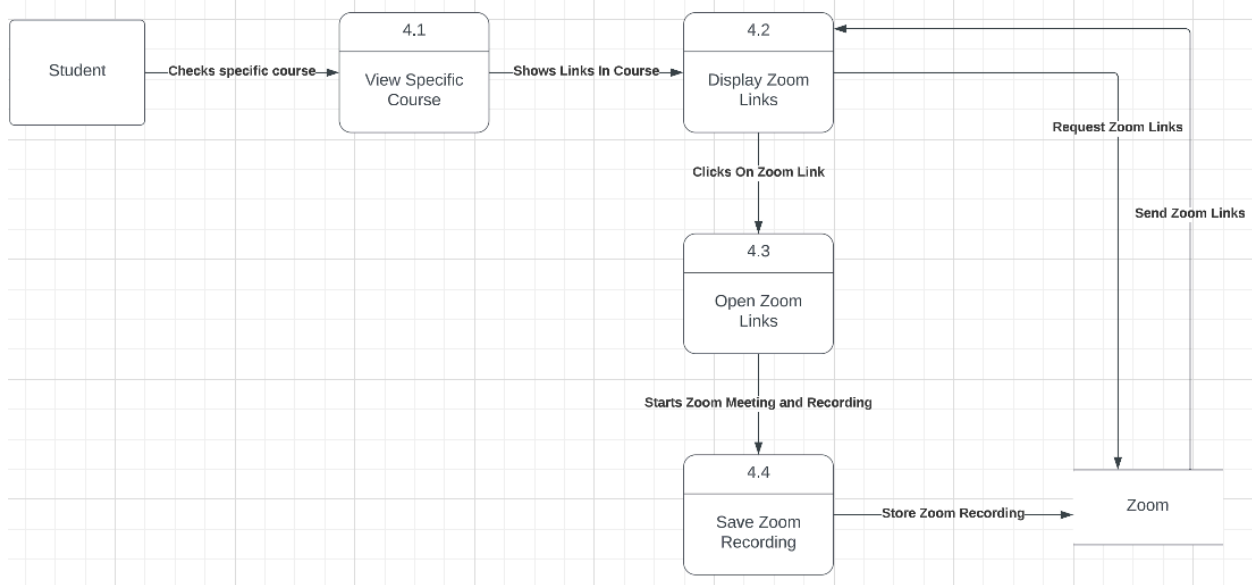 Student
Checks specific course
4.1
View Specific
Course
Shows Links In Course
4.2
Display Zoom
Links
Request Zoom Links
Clicks On Zoom Link
Send Zoom Links
4.3
Open Zoom
Links
Starts Zoom Meeting and Recording
4.4
Save Zoom
Recording
Store Zoom Recording
Zoom